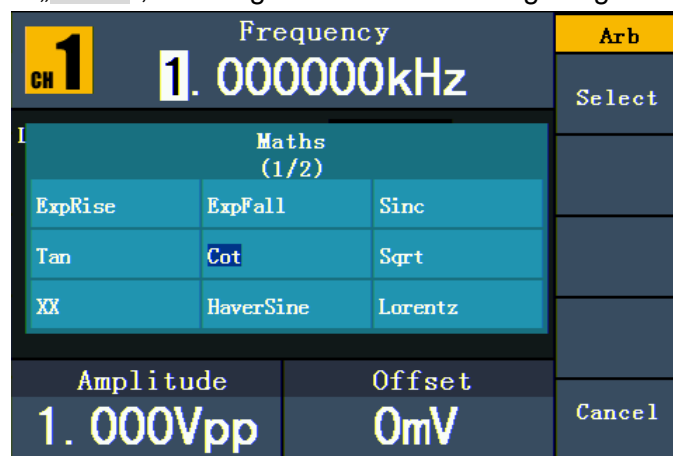 Frequency
Arb
CH 1
1.000000kHz
Select
Maths
(1/2)
ExpRise ExpFall Sinc
Tan Cot Sqrt
XX HaverSine Lorentz
Amplitude Offset
1.000Vpp 0mV
Cancel